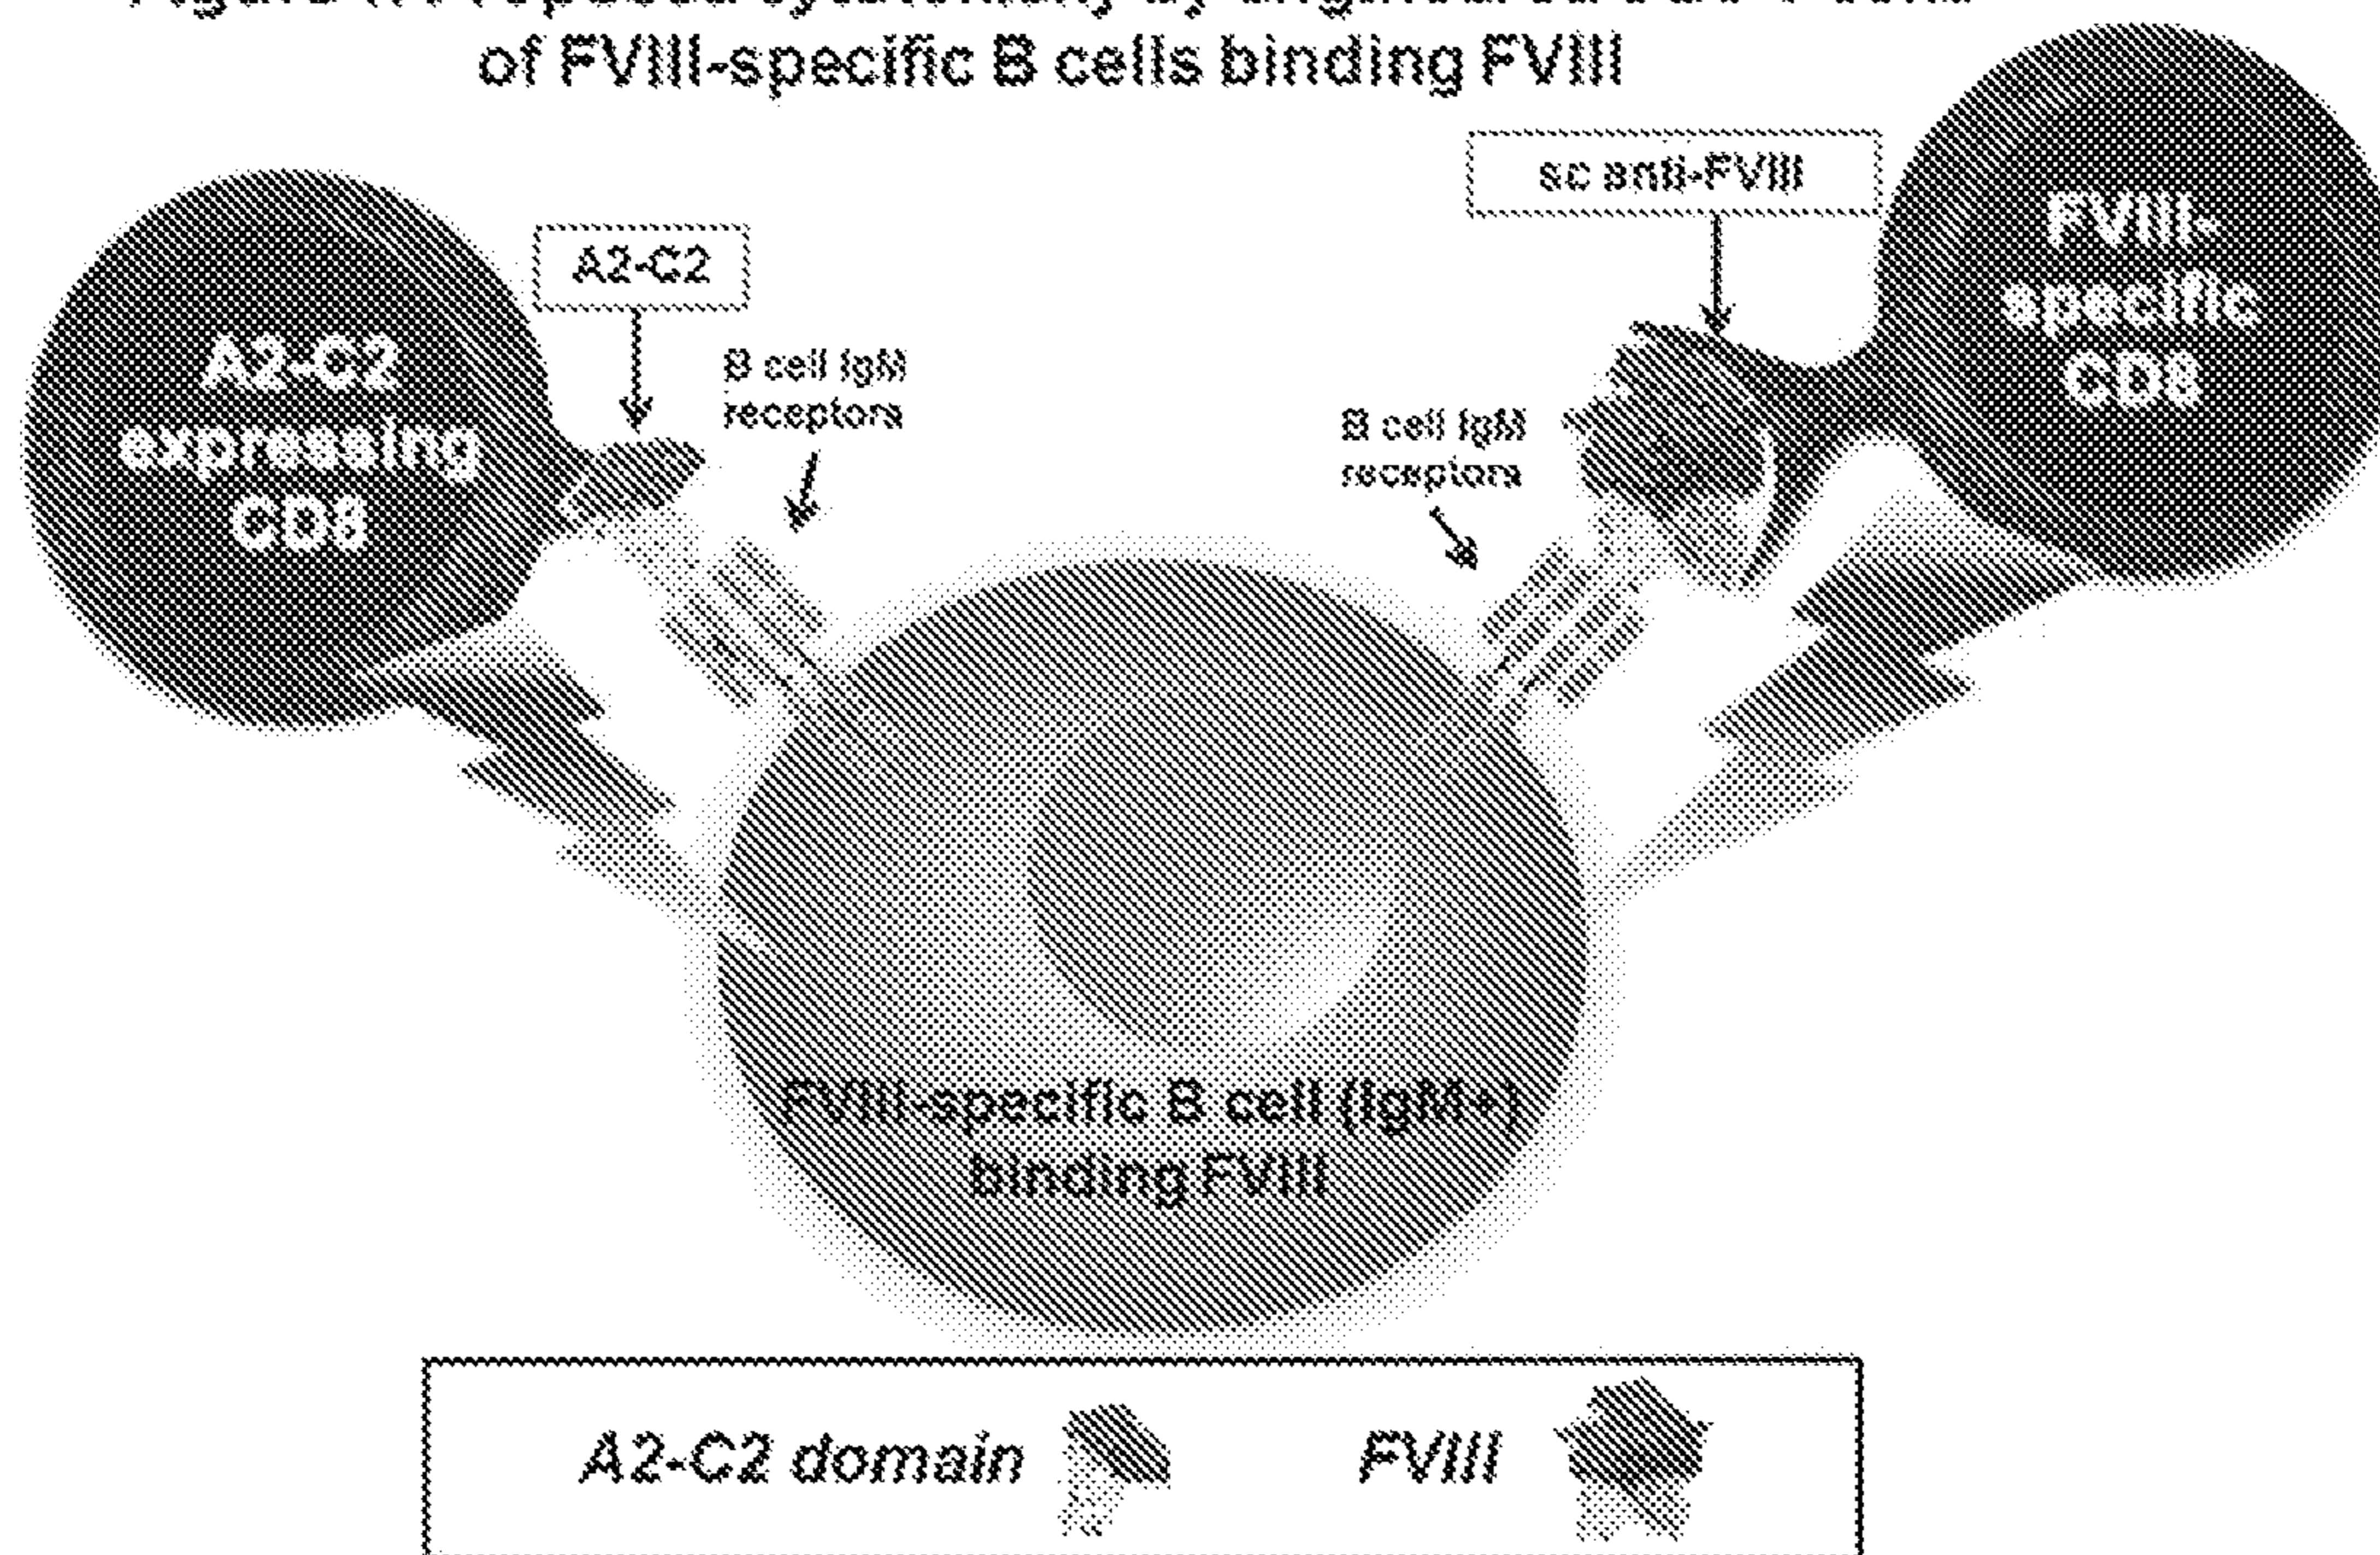 of FVIII-specific B cells binding FVIII
sc anti-FVIII
FVIII-
specific
CD8
A2-C2
A2-C2
expressing
CD8
B cell IgM
receptors
B cell IgM
receptors
FVIII-specific B cell (IgM+)
binding FVIII
A2-C2 domain
FVIII